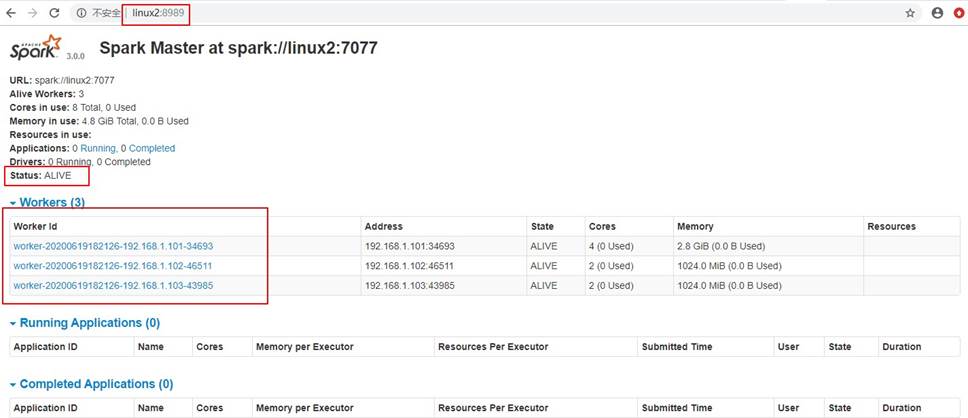 不安全 | linux2:8989
APACHE Spark 3.0.0 Spark Master at spark://linux2:7077
URL: spark://linux2:7077
Alive Workers: 3
Cores in use: 8 Total, 0 Used
Memory in use: 4.8 GiB Total, 0.0 B Used
Resources in use:
Applications: 0 Running, 0 Completed
Drivers: 0 Running, 0 Completed
Status: ALIVE
Workers (3)
Worker Id Address State Cores Memory Resources
worker-20200619182126-192.168.1.101-34693 192.168.1.101:34693 ALIVE 4 (0 Used) 2.8 GiB (0.0 B Used)
worker-20200619182126-192.168.1.102-46511 192.168.1.102:46511 ALIVE 2 (0 Used) 1024.0 MiB (0.0 B Used)
worker-20200619182126-192.168.1.103-43985 192.168.1.103:43985 ALIVE 2 (0 Used) 1024.0 MiB (0.0 B Used)
Running Applications (0)
Application ID Name Cores Memory per Executor Resources Per Executor Submitted Time User State Duration
Completed Applications (0)
Application ID Name Cores Memory per Executor Resources Per Executor Submitted Time User State Duration